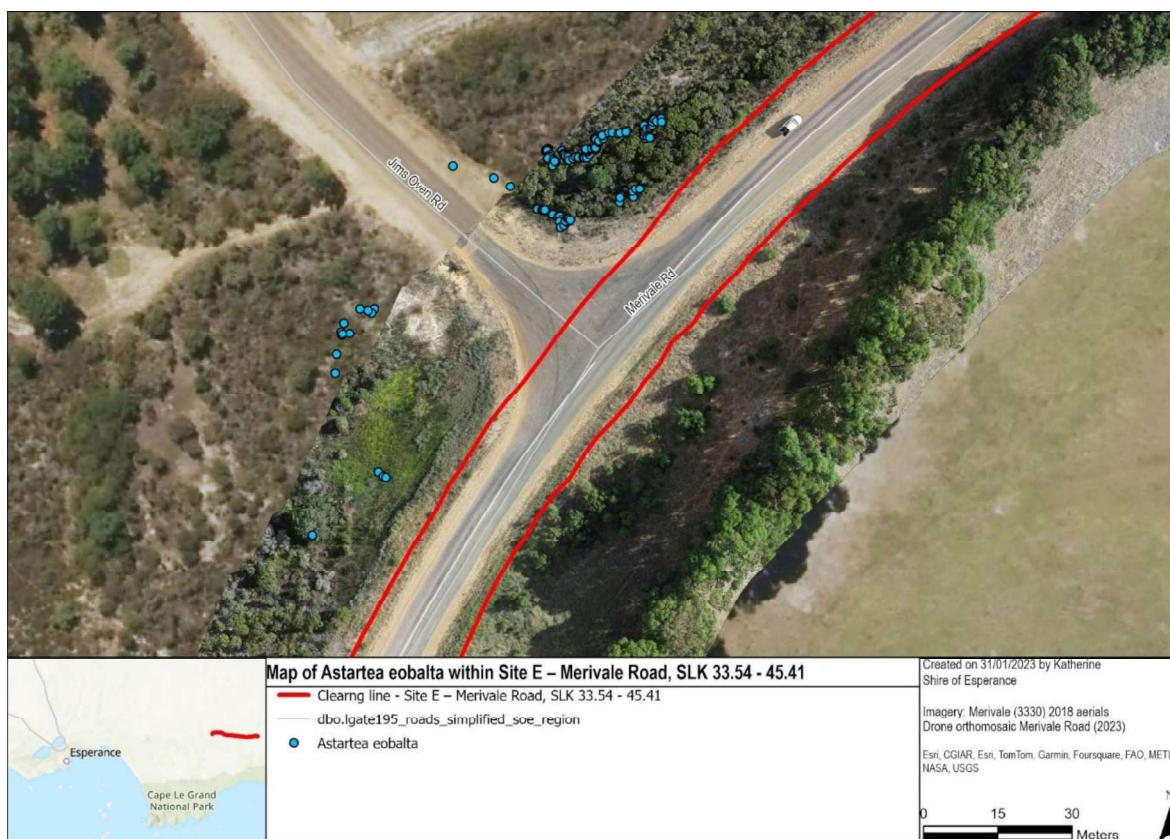 Jims Oven Rd
Merivale Rd
Map of Astartea eobalta within Site E – Merivale Road, SLK 33.54 - 45.41
Clearng line - Site E – Merivale Road, SLK 33.54 - 45.41
dbo.lgate195_roads_simplified_soe_region
Astartea eobalta
Esperance
Cape Le Grand
National Park
Created on 31/01/2023 by Katherine
Shire of Esperance
Imagery: Merivale (3330) 2018 aerials
Drone orthomosaic Merivale Road (2023)
Esri, CGIAR, Esri, TomTom, Garmin, Foursquare, FAO, METI
NASA, USGS
N
0 15 30
Meters